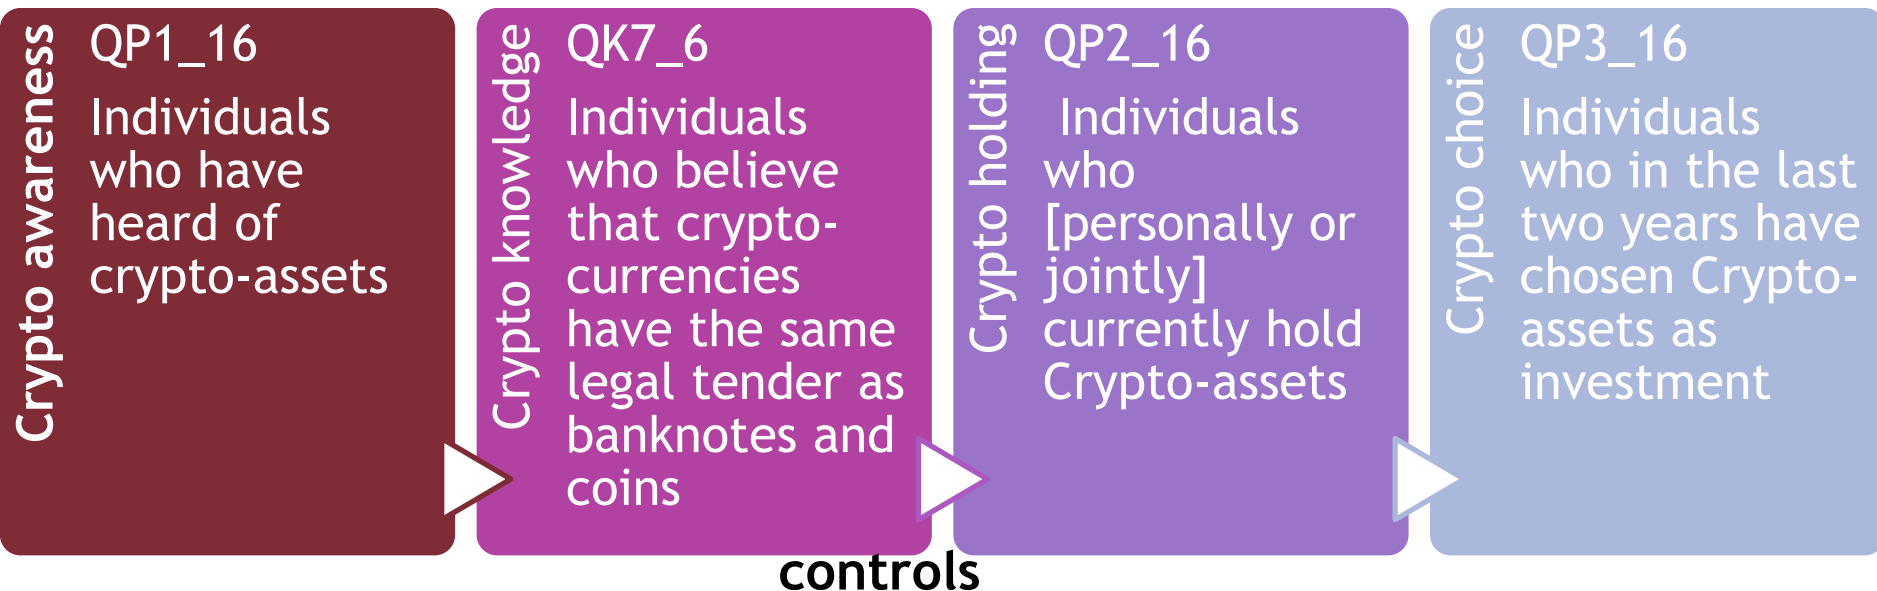 Crypto awareness
QP1_16
Individuals
who have
heard of
crypto-assets
Crypto knowledge
QK7_6
Individuals
who believe
that crypto-
currencies
have the same
legal tender as
banknotes and
coins
Crypto holding
QP2_16
Individuals
who
[personally or
jointly]
currently hold
Crypto-assets
Crypto choice
QP3_16
Individuals
who in the last
two years have
chosen Crypto-
assets as
investment
controls